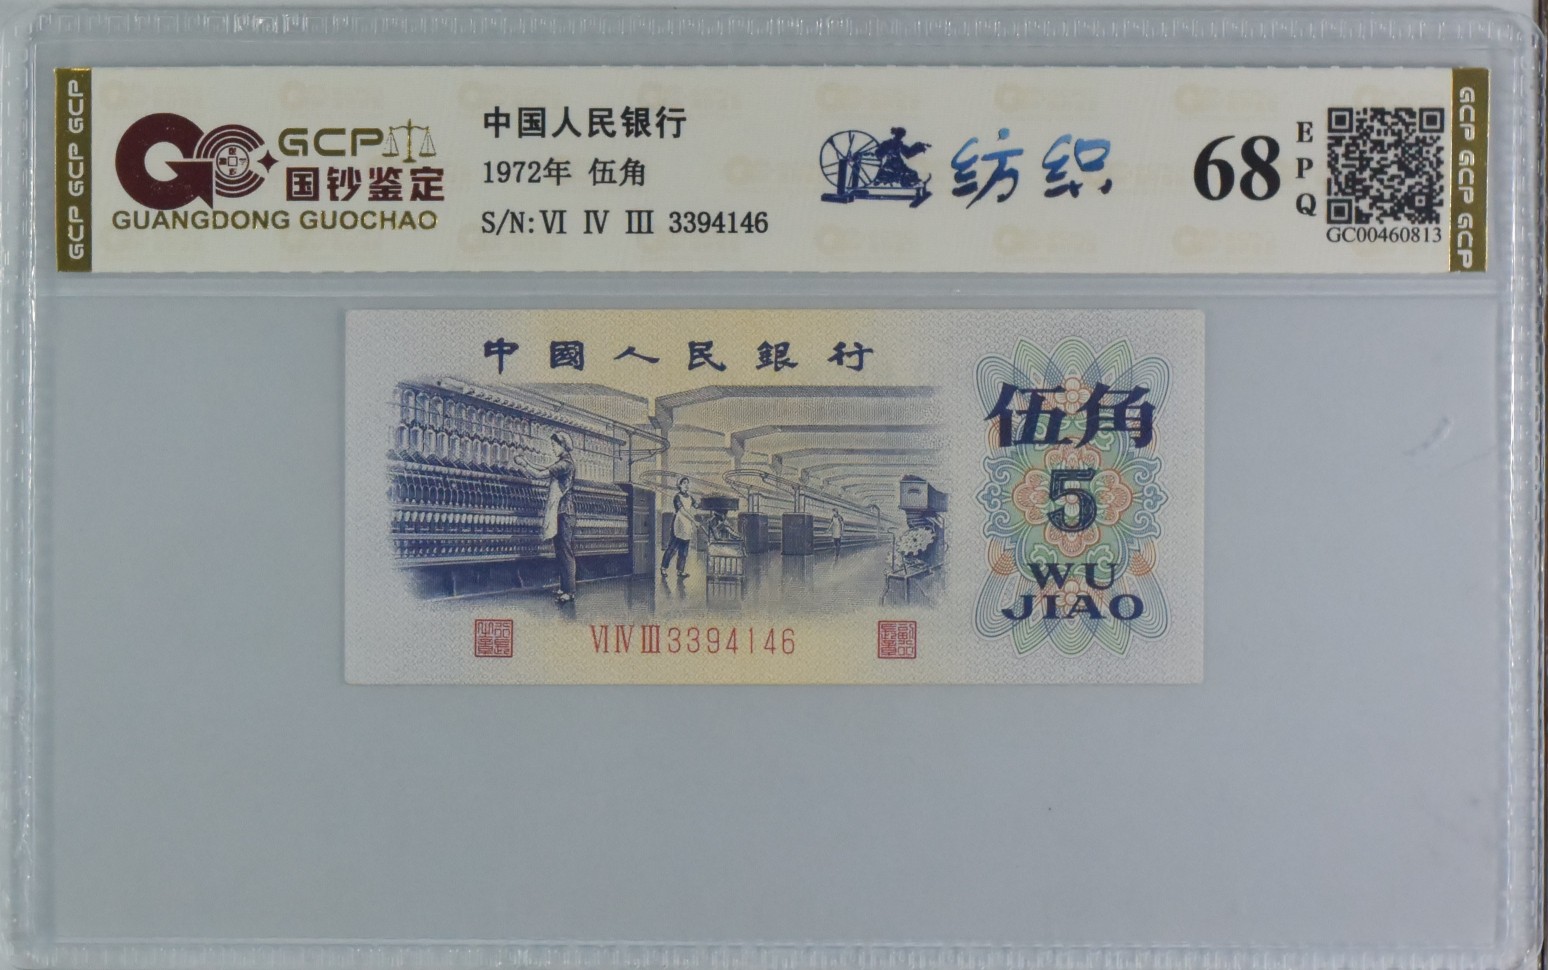 GCP GCP GCP
GCP
国钞鉴定
GUANGDONG GUOCHAO
中国人民银行
1972年 伍角
S/N:Ⅵ Ⅳ Ⅲ 3394146
纺织
68
EPQ
GC00460813
GCP GCP GCP
中國人民銀行
伍角
5
WU
JIAO
ⅥⅣⅢ3394146